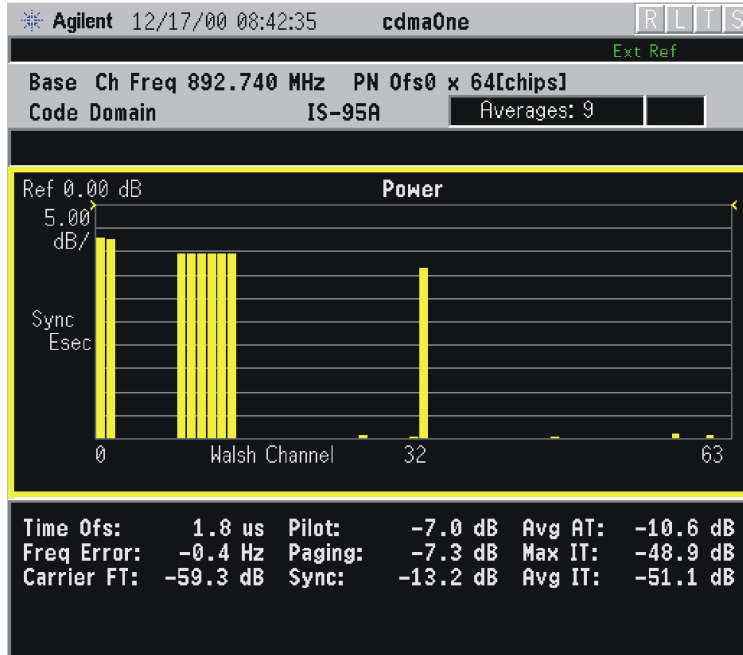 Agilent 12/17/00 08:42:35 cdmaOne R L T S
Ext Ref
Base Ch Freq 892.740 MHz PN Ofs0 x 64[chips]
Code Domain IS-95A Averages: 9
Ref 0.00 dB Power
5.00
dB/
Sync
Esec
0 Walsh Channel 32 63
Time Ofs: 1.8 us Pilot: -7.0 dB Avg AT: -10.6 dB
Freq Error: -0.4 Hz Paging: -7.3 dB Max IT: -48.9 dB
Carrier FT: -59.3 dB Sync: -13.2 dB Avg IT: -51.1 dB